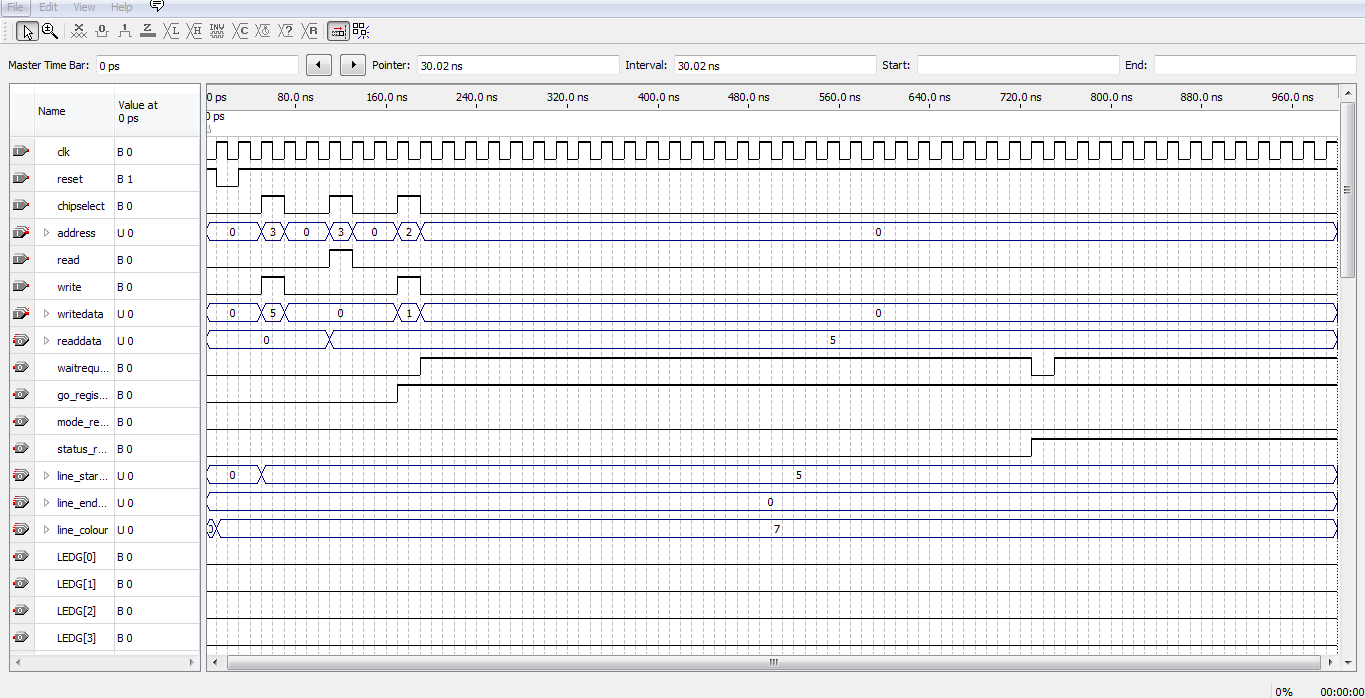 File Edit View Help
Master Time Bar: 0 ps Pointer: 30.02 ns Interval: 30.02 ns Start: End:
Name Value at 0 ps
0 ps 80.0 ns 160.0 ns 240.0 ns 320.0 ns 400.0 ns 480.0 ns 560.0 ns 640.0 ns 720.0 ns 800.0 ns 880.0 ns 960.0 ns
0 ps
clk B 0
reset B 1
chipselect B 0
address U 0 0 3 0 3 0 2 0
read B 0
write B 0
writedata U 0 0 5 0 1 0
readdata U 0 0 5
waitrequ... B 0
go_regis... B 0
mode_re... B 0
status_r... B 0
line_star... U 0 0 5
line_end... U 0 0
line_colour U 0 0 7
LEDG[0] B 0
LEDG[1] B 0
LEDG[2] B 0
LEDG[3] B 0
0% 00:00:00